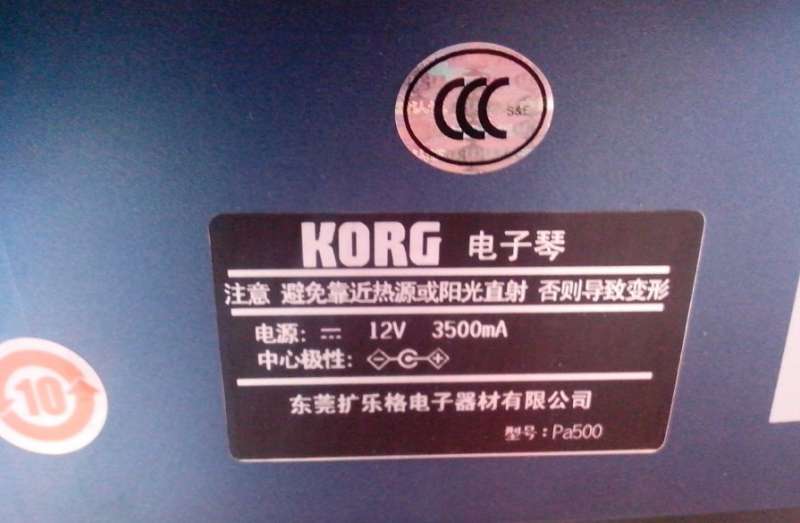 CCC
S&E
KORG 电子琴
注意 避免靠近热源或阳光直射 否则导致变形
电源: 12V 3500mA
中心极性:
东莞扩乐格电子器材有限公司
型号:Pa500
10